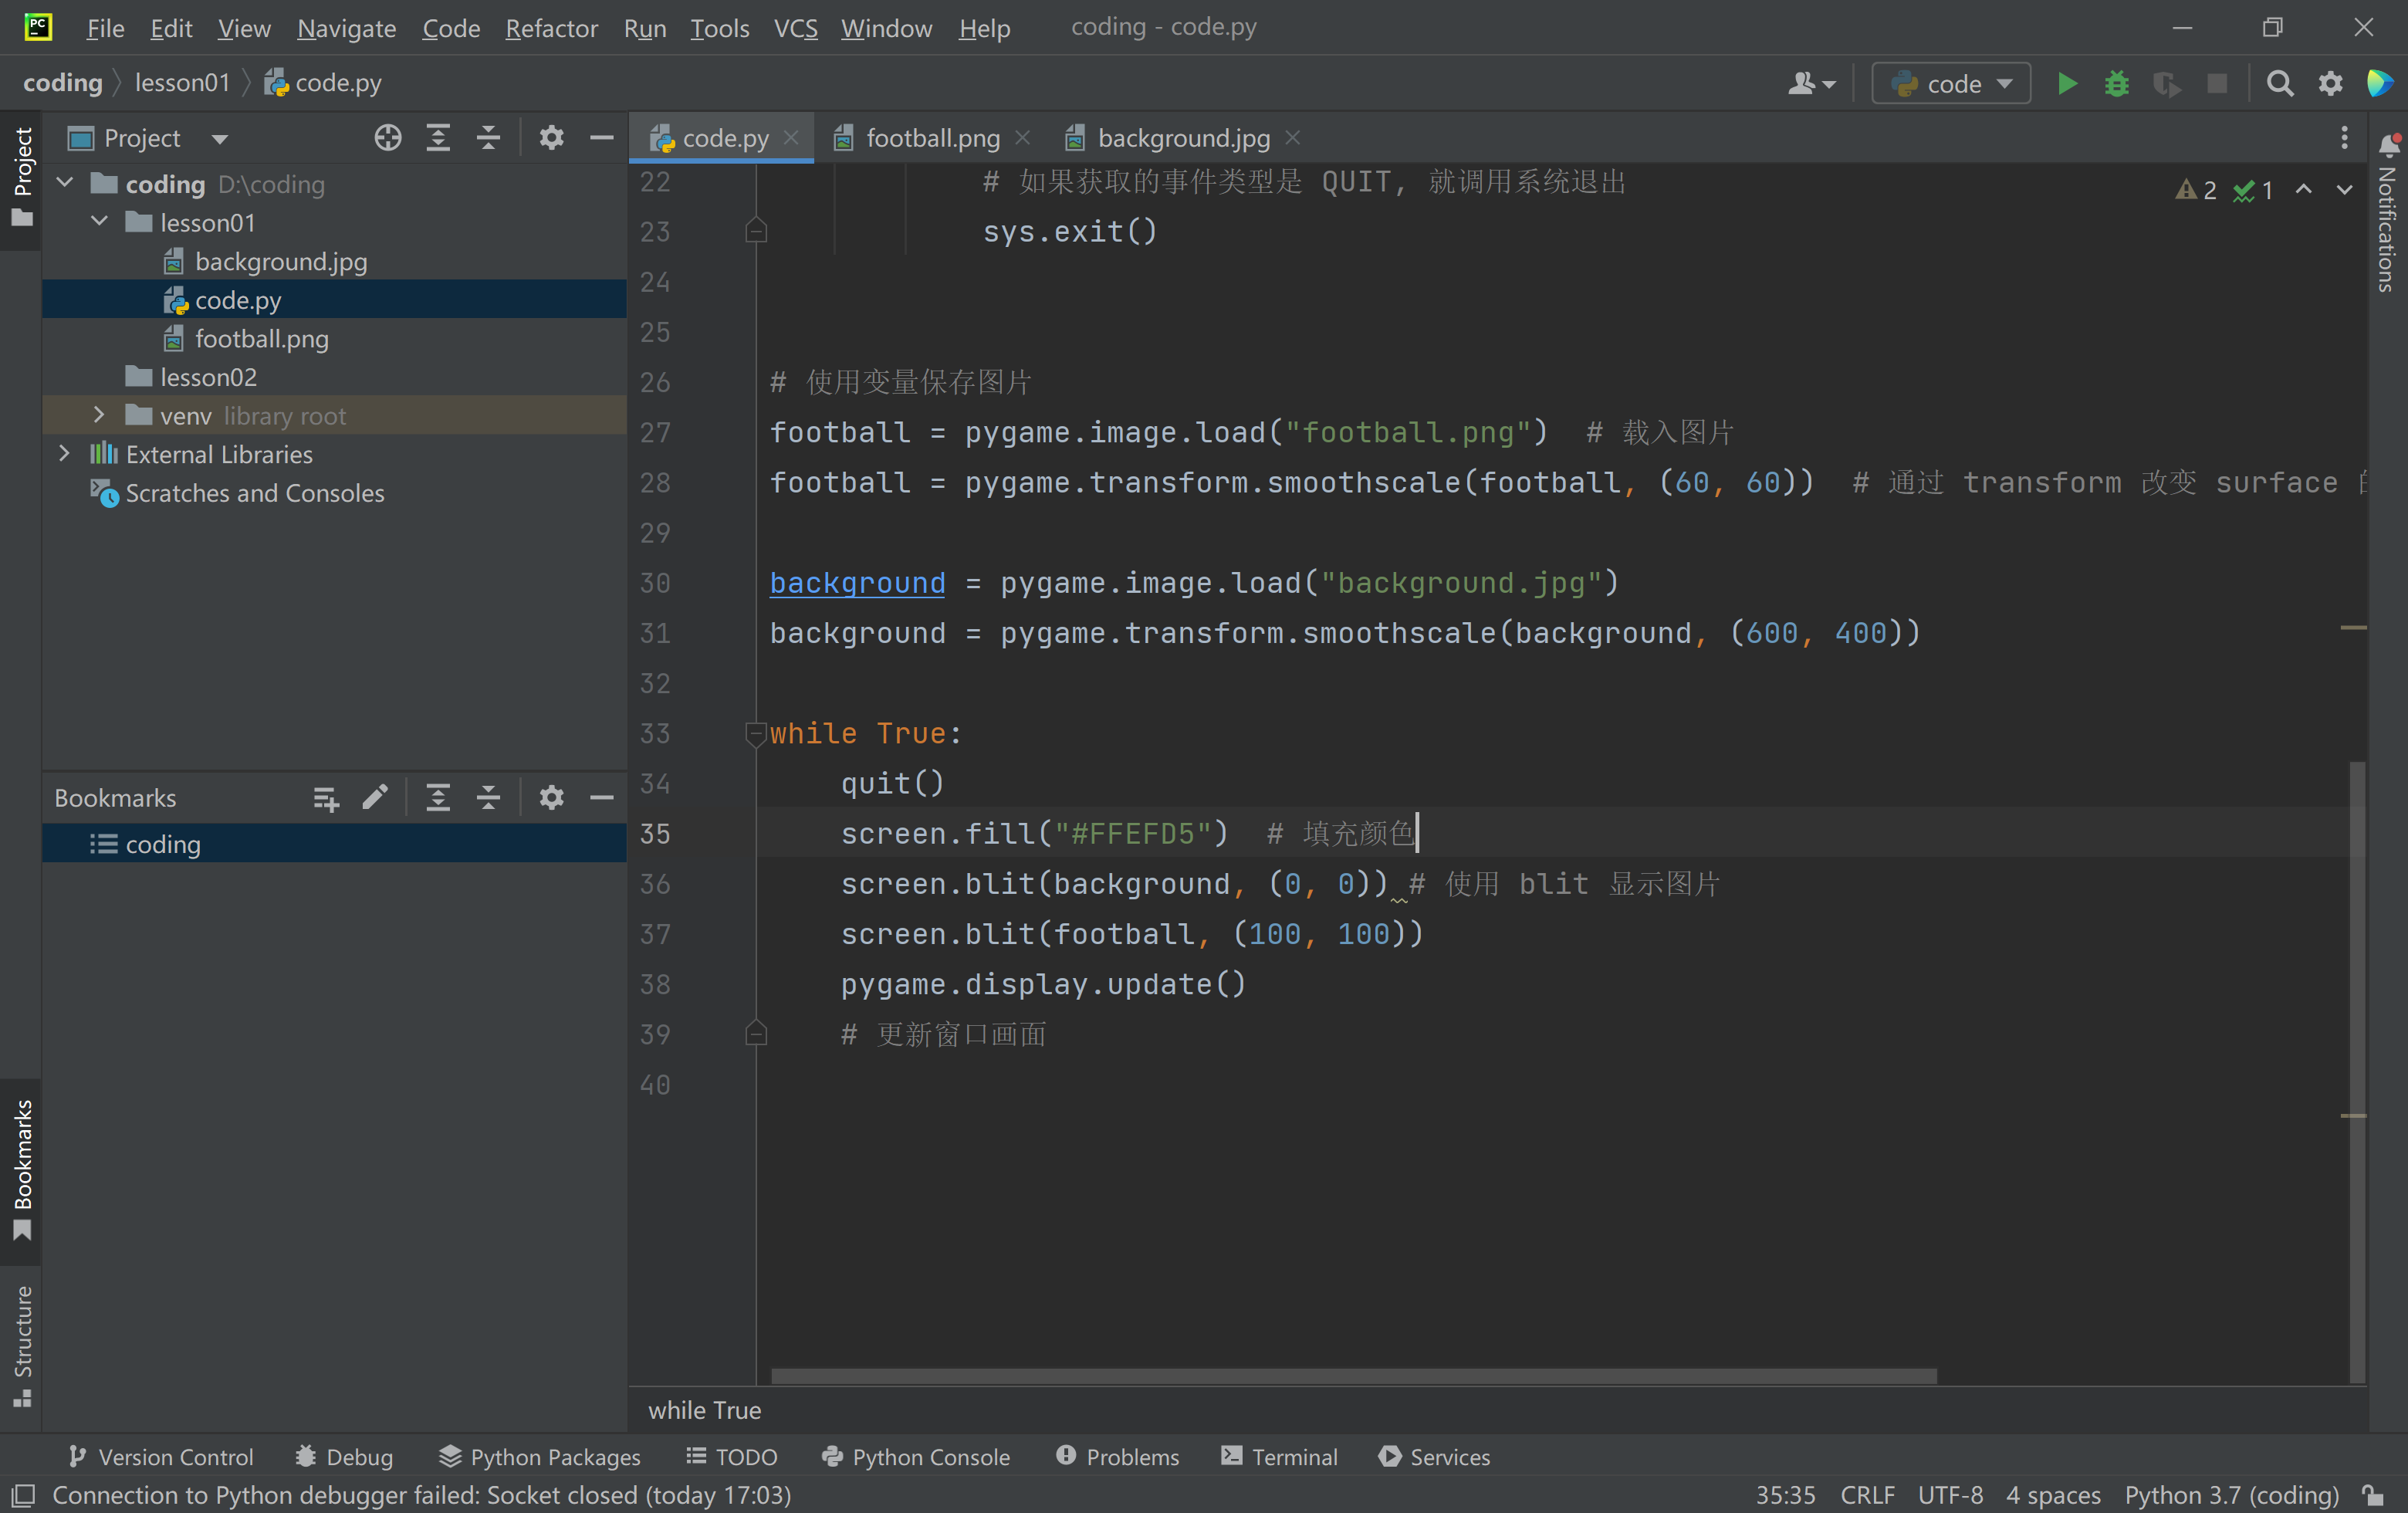 File Edit View Navigate Code Refactor Run Tools VCS Window Help coding - code.py
coding lesson01 code.py
code
Project
code.py
football.png
background.jpg
Project
coding D:\coding
lesson01
background.jpg
code.py
football.png
lesson02
venv library root
External Libraries
Scratches and Consoles
Bookmarks
coding
Bookmarks
Structure
Notifications
2 1
22 # 如果获取的事件类型是 QUIT, 就调用系统退出
23 sys.exit()
24
25
26 # 使用变量保存图片
27 football = pygame.image.load("football.png") # 载入图片
28 football = pygame.transform.smoothscale(football, (60, 60)) # 通过 transform 改变 surface
29
30 background = pygame.image.load("background.jpg")
31 background = pygame.transform.smoothscale(background, (600, 400))
32
33 while True:
34 quit()
35 screen.fill("#FFEFD5") # 填充颜色
36 screen.blit(background, (0, 0)) # 使用 blit 显示图片
37 screen.blit(football, (100, 100))
38 pygame.display.update()
39 # 更新窗口画面
40
while True
Version Control Debug Python Packages TODO Python Console Problems Terminal Services
Connection to Python debugger failed: Socket closed (today 17:03) 35:35 CRLF UTF-8 4 spaces Python 3.7 (coding)